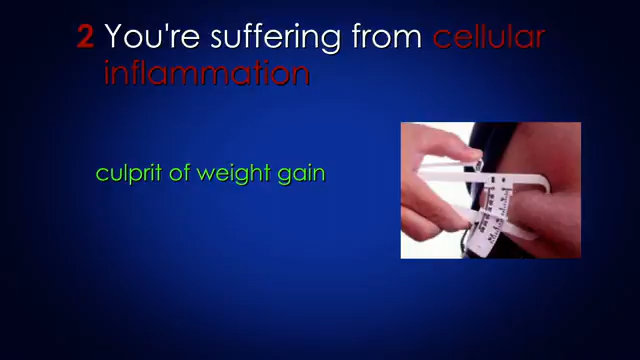 2 You're suffering from cellular
inflammation
culprit of weight gain